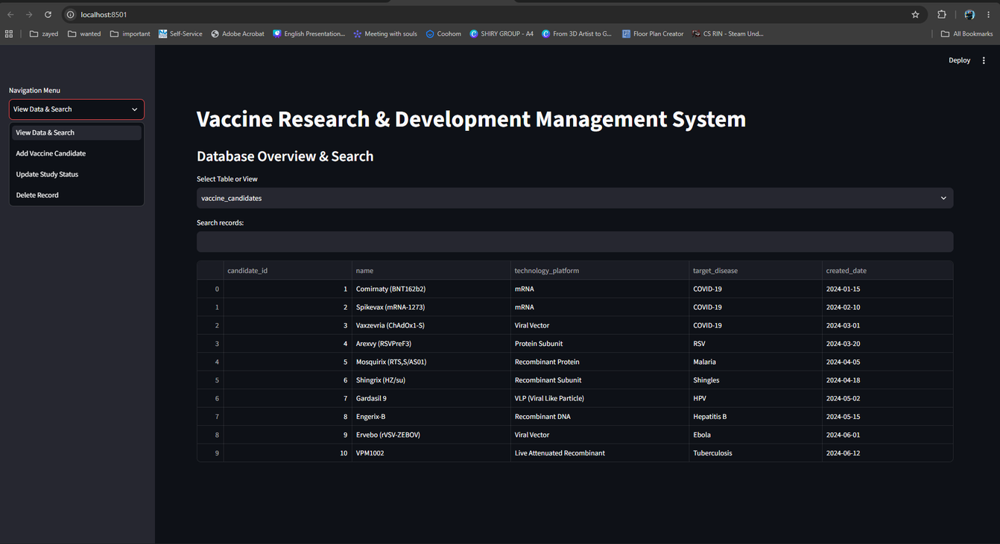 localhost:8501
zayed wanted important Self-Service Adobe Acrobat English Presentation... Meeting with souls Coohom SHIRY GROUP - A4 From 3D Artist to G... Floor Plan Creator CS RIN - Steam Und... All Bookmarks
Deploy
Navigation Menu
View Data & Search
View Data & Search
Add Vaccine Candidate
Update Study Status
Delete Record
Vaccine Research & Development Management System
Database Overview & Search
Select Table or View
vaccine_candidates
Search records:
candidate_id name technology_platform target_disease created_date
0 1 Comirnaty (BNT162b2) mRNA COVID-19 2024-01-15
1 2 Spikevax (mRNA-1273) mRNA COVID-19 2024-02-10
2 3 Vaxzevria (ChAdOx1-S) Viral Vector COVID-19 2024-03-01
3 4 Arexvy (RSVPreF3) Protein Subunit RSV 2024-03-20
4 5 Mosquirix (RTS,S/AS01) Recombinant Protein Malaria 2024-04-05
5 6 Shingrix (HZ/su) Recombinant Subunit Shingles 2024-04-18
6 7 Gardasil 9 VLP (Viral Like Particle) HPV 2024-05-02
7 8 Engerix-B Recombinant DNA Hepatitis B 2024-05-15
8 9 Ervebo (rVSV-ZEBOV) Viral Vector Ebola 2024-06-01
9 10 VPM1002 Live Attenuated Recombinant Tuberculosis 2024-06-12